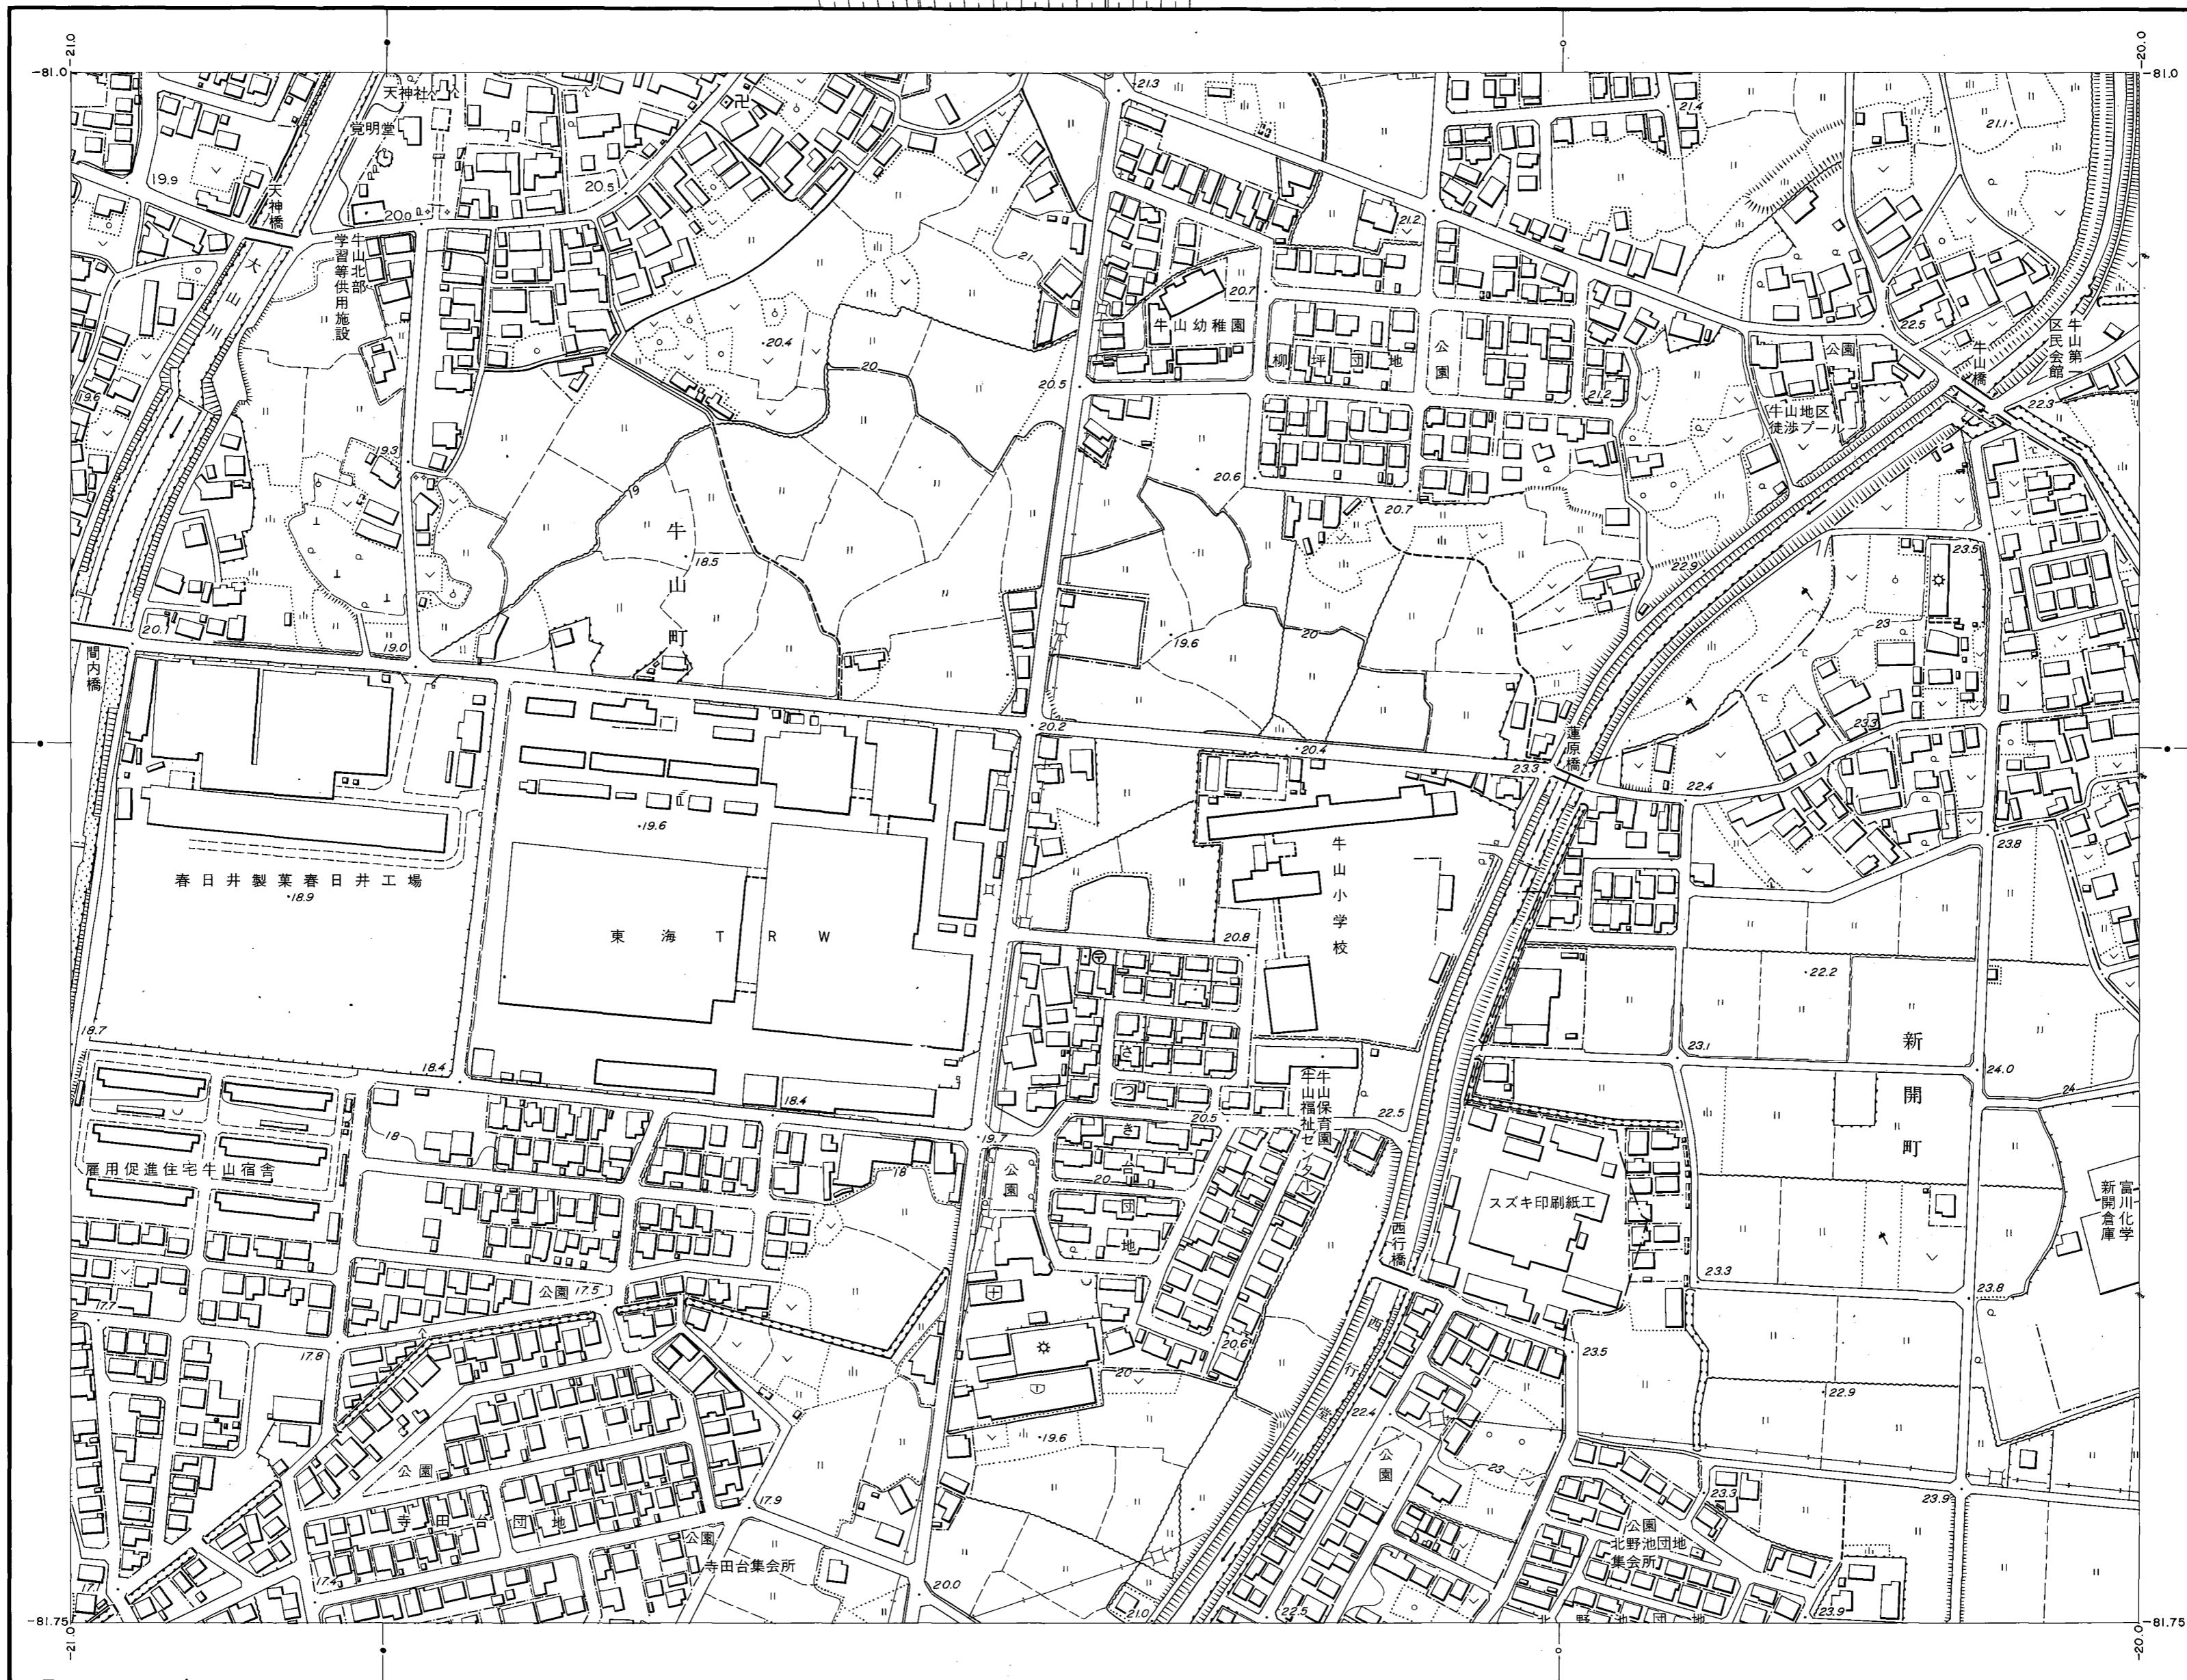 -21.0
-20.0
-81.0
-81.0
天神社
覚明堂
21.3
21.4
21.1
19.9
天神橋
20.5
20.0
21.2
21
大山川
牛山北部
学習等供用施設
20.7
牛山幼稚園
22.5
牛山第一
区民会館
20.4
柳坪団地
公園
公園
牛山橋
20
20.5
21.2
19.6
22.3
牛山地区
徒渉プール
19.3
20.6
19
20.7
牛山町
18.5
22.9
23.5
23
20.1
19.0
19.6
20
間内橋
20.2
20.4
蓮原橋
23.3
23.3
22.4
19.6
牛山小学校
23.8
春日井製菓春日井工場
18.9
東海TRW
20.8
22.2
18.7
新開町
23.1
18.4
24.0
24
さつき台団地
牛山保育園
牛山福祉センター
18.4
20.5
22.5
18
19.7
雇用促進住宅牛山宿舎
18
公園
20
スズキ印刷紙工
富川化学
新開倉庫
西行橋
公園
17.5
23.3
23.8
17.7
西行堂川
17.8
20.6
23.5
20
22.9
22.4
19.6
公園
公園
23
17.9
23.3
23.9
寺田台団地
公園
公園
北野池団地
集会所
寺田台集会所
17.4
17.1
20.0
21.0
22.5
北野池団地
23.9
-81.75
-81.75
-21.0
-20.0